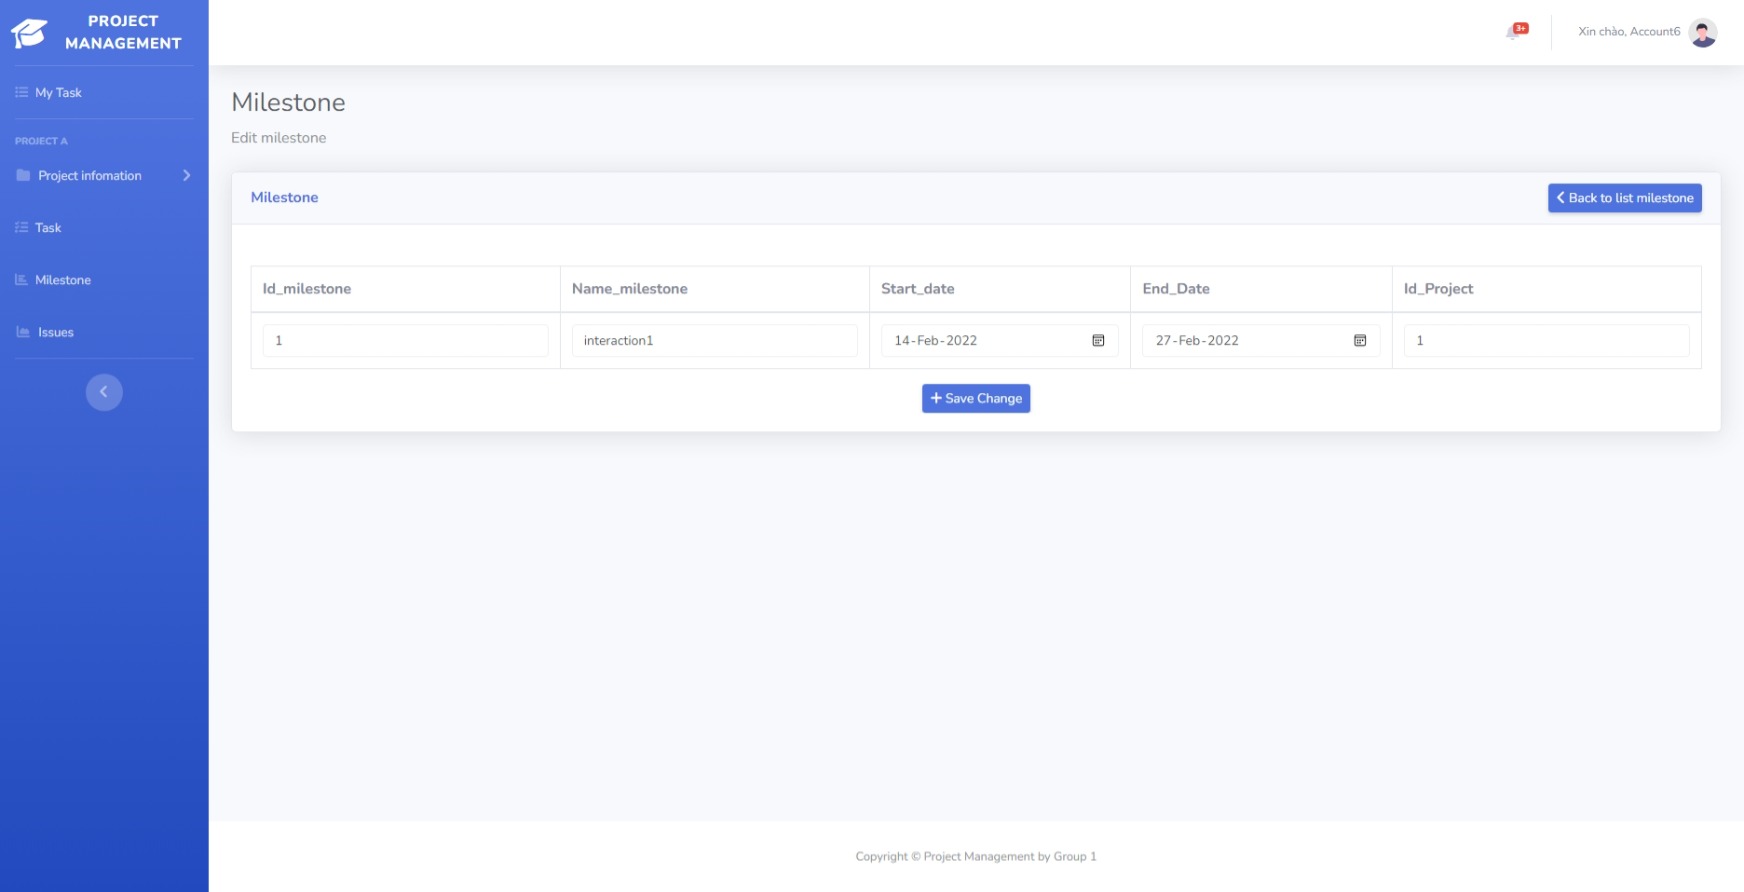 PROJECT
MANAGEMENT
3+
Xin chào, Account6
My Task
PROJECT A
Project infomation
Task
Milestone
Issues
Milestone
Edit milestone
Milestone
Back to list milestone
Id_milestone Name_milestone Start_date End_Date Id_Project
1 interaction1 14-Feb-2022 27-Feb-2022 1
Save Change
Copyright © Project Management by Group 1